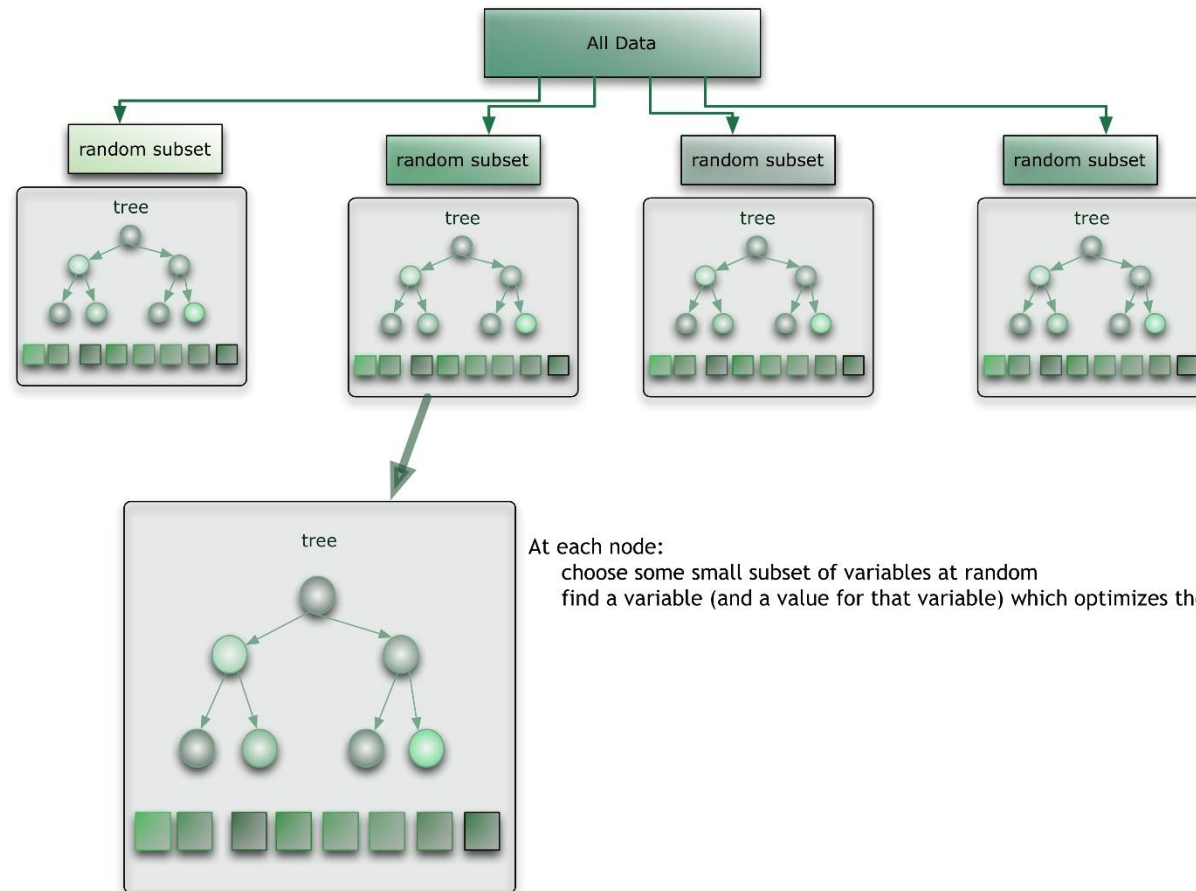 All Data
random subset
random subset
random subset
random subset
tree
tree
tree
tree
tree
At each node:
choose some small subset of variables at random
find a variable (and a value for that variable) which optimizes